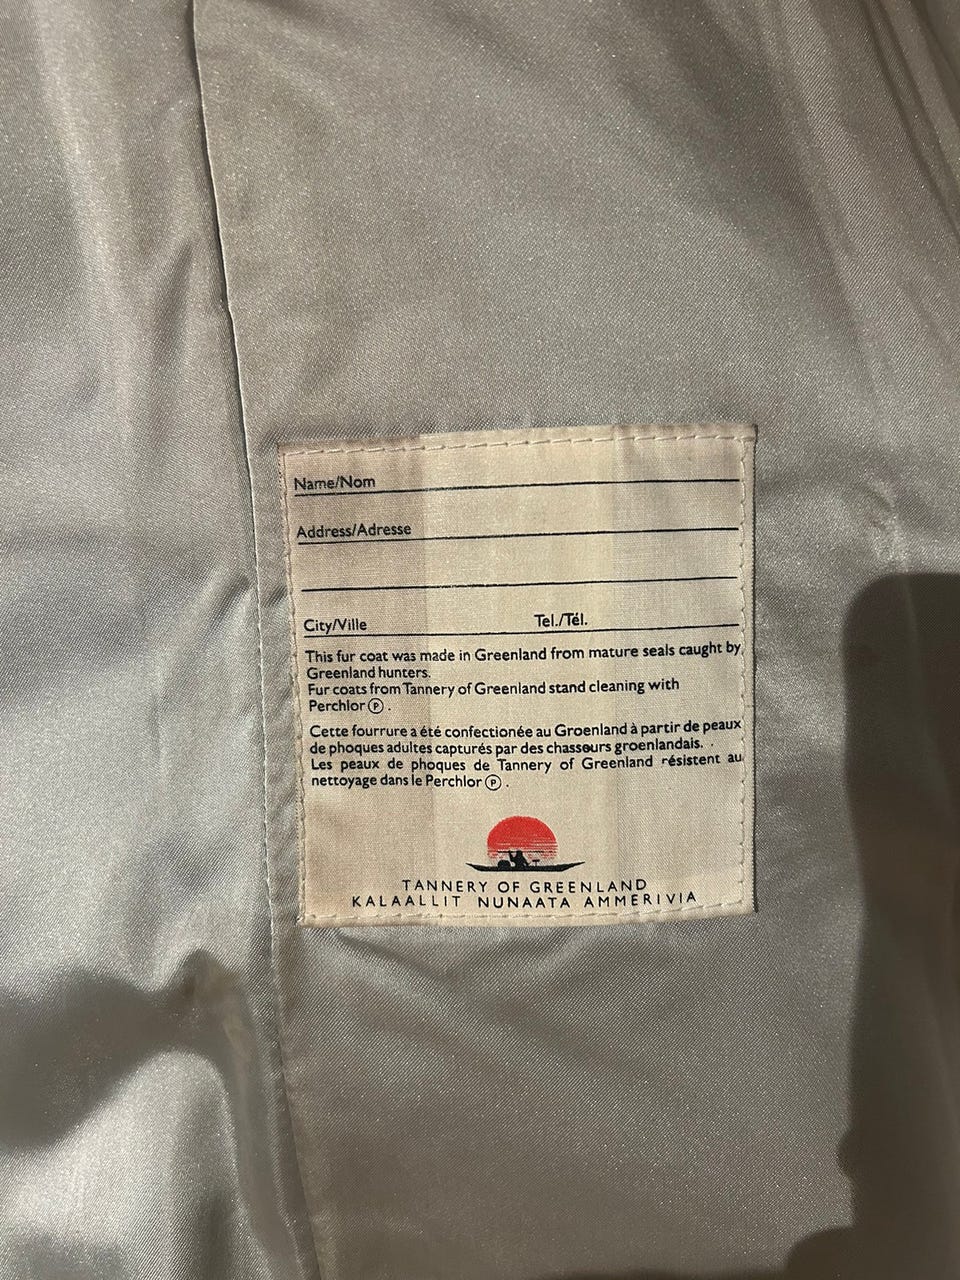 Name/Nom
Address/Adresse
City/Ville Tel./Tél.
This fur coat was made in Greenland from mature seals caught by
Greenland hunters.
Fur coats from Tannery of Greenland stand cleaning with
Perchlor Ⓟ .
Cette fourrure a été confectionée au Groenland à partir de peaux
de phoques adultes capturés par des chasseurs groenlandais.
Les peaux de phoques de Tannery of Greenland résistent au
nettoyage dans le Perchlor Ⓟ .
TANNERY OF GREENLAND
KALAALLIT NUNAATA AMMERIVIA